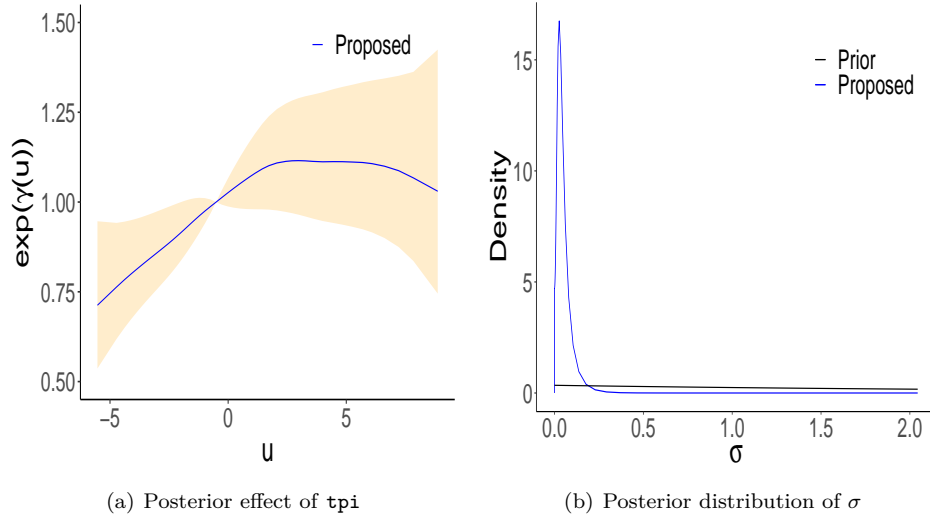 1.50
1.25
1.00
0.75
0.50
exp(γ(u))
Proposed
−5
0
5
u
(a) Posterior effect of tpi
15
10
5
0
Density
Prior
Proposed
0.0
0.5
1.0
1.5
2.0
σ
(b) Posterior distribution of σ